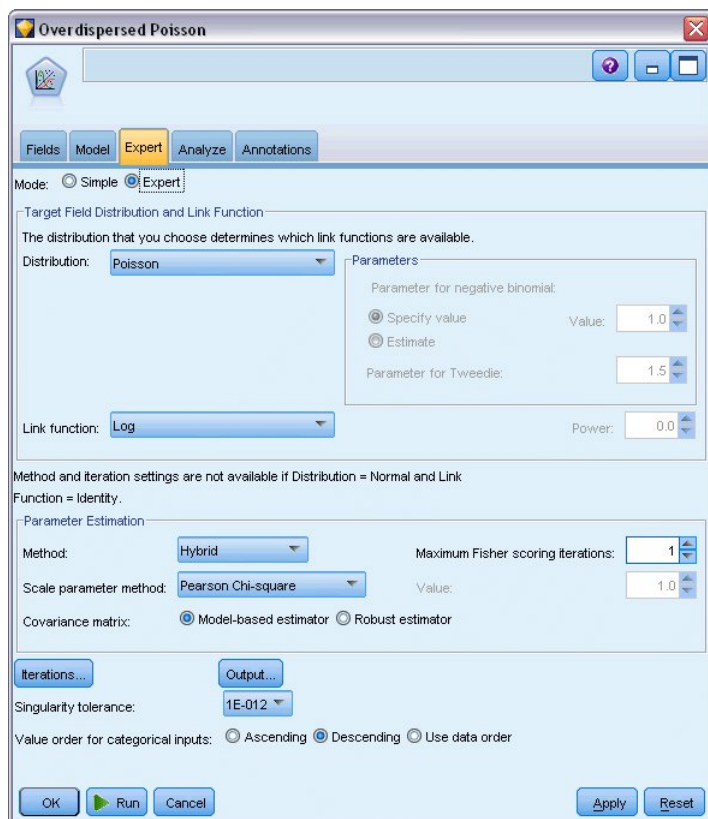 Overdispersed Poisson
Fields Model Expert Analyze Annotations
Mode: Simple Expert
Target Field Distribution and Link Function
The distribution that you choose determines which link functions are available.
Distribution: Poisson
Parameters
Parameter for negative binomial:
Specify value Value: 1.0
Estimate
Parameter for Tweedie: 1.5
Link function: Log Power: 0.0
Method and iteration settings are not available if Distribution = Normal and Link
Function = Identity.
Parameter Estimation
Method: Hybrid Maximum Fisher scoring iterations: 1
Scale parameter method: Pearson Chi-square Value: 1.0
Covariance matrix: Model-based estimator Robust estimator
Iterations... Output...
Singularity tolerance: 1E-012
Value order for categorical inputs: Ascending Descending Use data order
OK Run Cancel Apply Reset